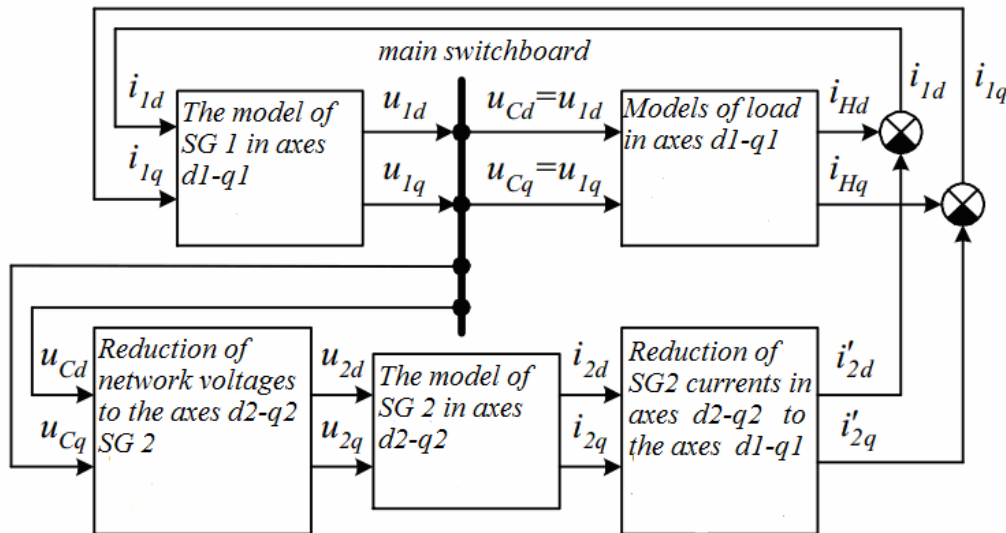 main switchboard
i1d
i1q
The model of
SG 1 in axes
d1-q1
u1d
u1q
uCd=u1d
uCq=u1q
Models of load
in axes d1-q1
iHd
iHq
i1d
i1q
uCd
uCq
Reduction of
network voltages
to the axes d2-q2
SG 2
u2d
u2q
The model of
SG 2 in axes
d2-q2
i2d
i2q
Reduction of
SG2 currents in
axes d2-q2 to
the axes d1-q1
i'2d
i'2q